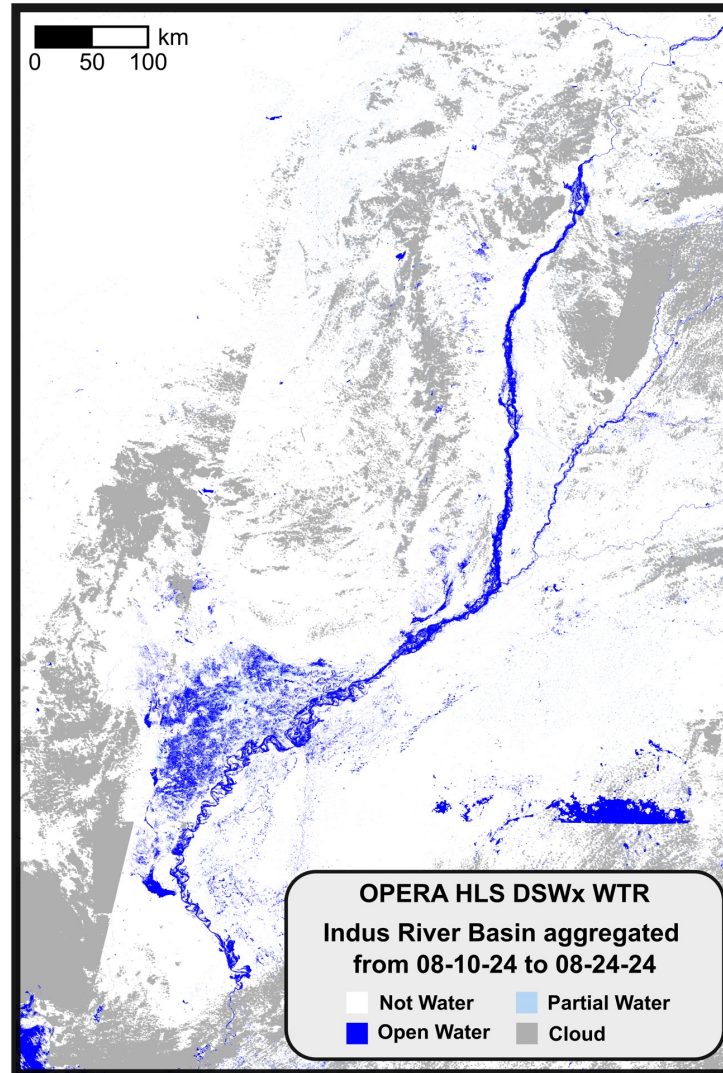 km
0 50 100
OPERA HLS DSWx WTR
Indus River Basin aggregated
from 08-10-24 to 08-24-24
Not Water Partial Water
Open Water Cloud